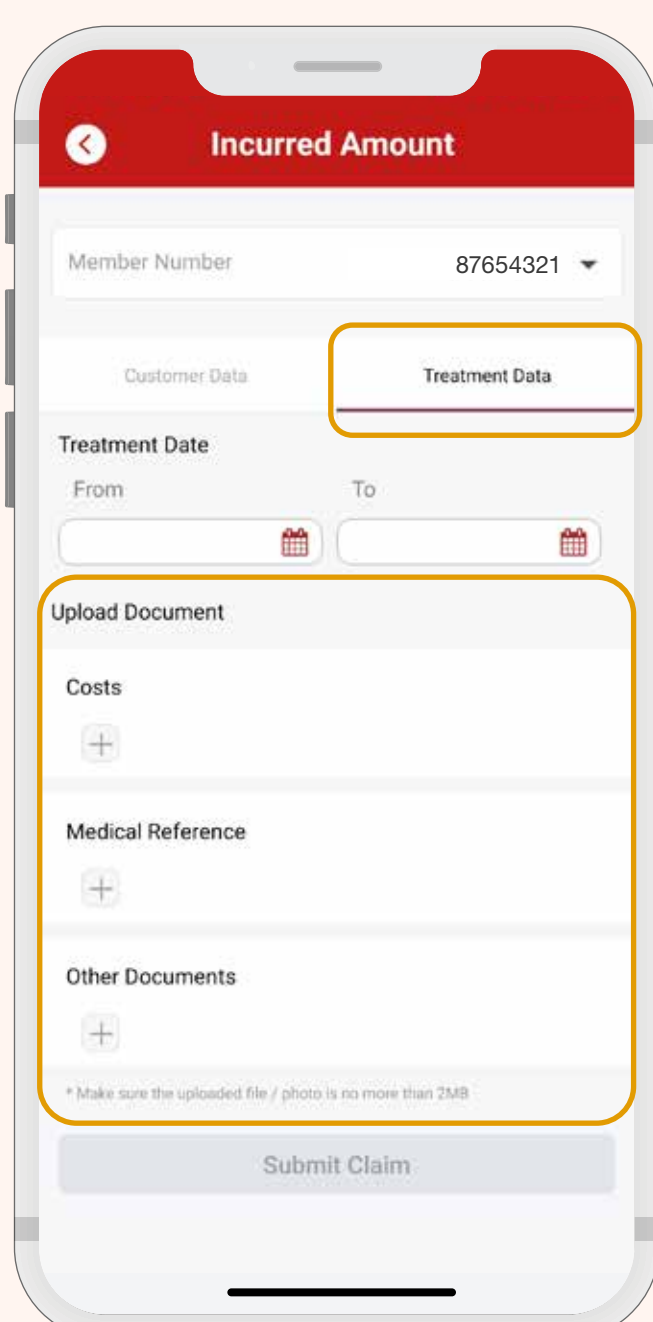 Incurred Amount
Member Number 87654321
Customer Data Treatment Data
Treatment Date
From To
Upload Document
Costs
Medical Reference
Other Documents
* Make sure the uploaded file / photo is no more than 2MB
Submit Claim